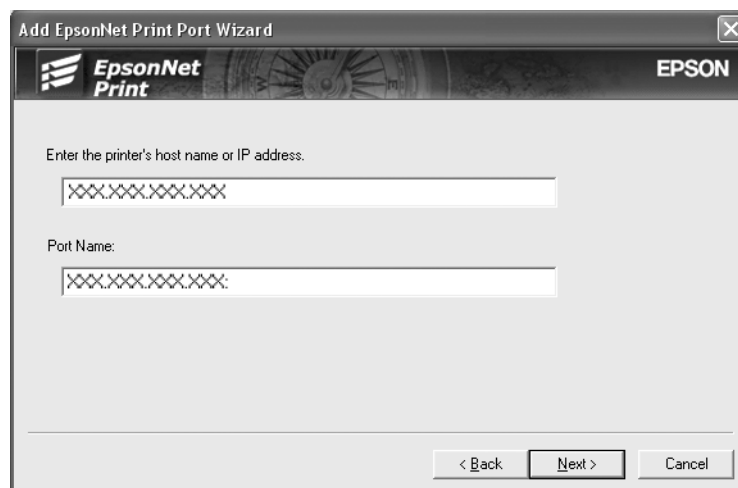 Add EpsonNet Print Port Wizard
EpsonNet
Print
EPSON
Enter the printer's host name or IP address.
XXX.XXX.XXX.XXX
Port Name:
XXX.XXX.XXX.XXX:
< Back
Next >
Cancel